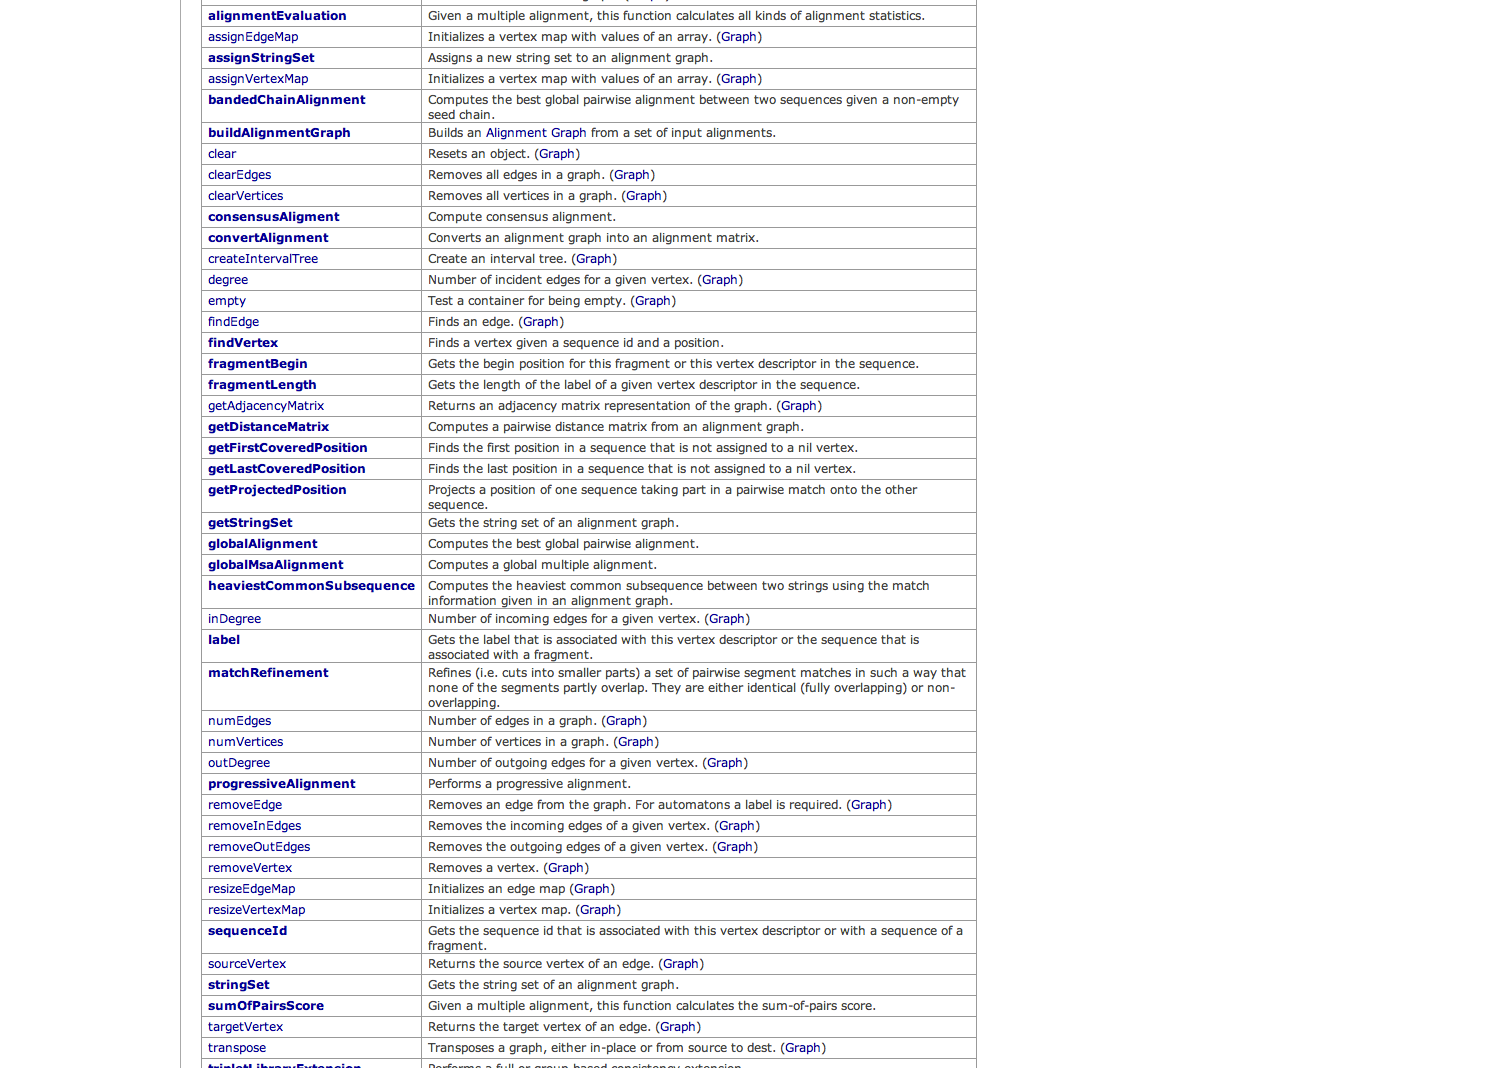 alignmentEvaluation Given a multiple alignment, this function calculates all kinds of alignment statistics.
assignEdgeMap Initializes a vertex map with values of an array. (Graph)
assignStringSet Assigns a new string set to an alignment graph.
assignVertexMap Initializes a vertex map with values of an array. (Graph)
bandedChainAlignment Computes the best global pairwise alignment between two sequences given a non-empty
seed chain.
buildAlignmentGraph Builds an Alignment Graph from a set of input alignments.
clear Resets an object. (Graph)
clearEdges Removes all edges in a graph. (Graph)
clearVertices Removes all vertices in a graph. (Graph)
consensusAligment Compute consensus alignment.
convertAlignment Converts an alignment graph into an alignment matrix.
createIntervalTree Create an interval tree. (Graph)
degree Number of incident edges for a given vertex. (Graph)
empty Test a container for being empty. (Graph)
findEdge Finds an edge. (Graph)
findVertex Finds a vertex given a sequence id and a position.
fragmentBegin Gets the begin position for this fragment or this vertex descriptor in the sequence.
fragmentLength Gets the length of the label of a given vertex descriptor in the sequence.
getAdjacencyMatrix Returns an adjacency matrix representation of the graph. (Graph)
getDistanceMatrix Computes a pairwise distance matrix from an alignment graph.
getFirstCoveredPosition Finds the first position in a sequence that is not assigned to a nil vertex.
getLastCoveredPosition Finds the last position in a sequence that is not assigned to a nil vertex.
getProjectedPosition Projects a position of one sequence taking part in a pairwise match onto the other
sequence.
getStringSet Gets the string set of an alignment graph.
globalAlignment Computes the best global pairwise alignment.
globalMsaAlignment Computes a global multiple alignment.
heaviestCommonSubsequence Computes the heaviest common subsequence between two strings using the match
information given in an alignment graph.
inDegree Number of incoming edges for a given vertex. (Graph)
label Gets the label that is associated with this vertex descriptor or the sequence that is
associated with a fragment.
matchRefinement Refines (i.e. cuts into smaller parts) a set of pairwise segment matches in such a way that
none of the segments partly overlap. They are either identical (fully overlapping) or non-
overlapping.
numEdges Number of edges in a graph. (Graph)
numVertices Number of vertices in a graph. (Graph)
outDegree Number of outgoing edges for a given vertex. (Graph)
progressiveAlignment Performs a progressive alignment.
removeEdge Removes an edge from the graph. For automatons a label is required. (Graph)
removeInEdges Removes the incoming edges of a given vertex. (Graph)
removeOutEdges Removes the outgoing edges of a given vertex. (Graph)
removeVertex Removes a vertex. (Graph)
resizeEdgeMap Initializes an edge map (Graph)
resizeVertexMap Initializes a vertex map. (Graph)
sequenceId Gets the sequence id that is associated with this vertex descriptor or with a sequence of a
fragment.
sourceVertex Returns the source vertex of an edge. (Graph)
stringSet Gets the string set of an alignment graph.
sumOfPairsScore Given a multiple alignment, this function calculates the sum-of-pairs score.
targetVertex Returns the target vertex of an edge. (Graph)
transpose Transposes a graph, either in-place or from source to dest. (Graph)
tripletLibraryExtension Performs a full or group-based consistency extension.